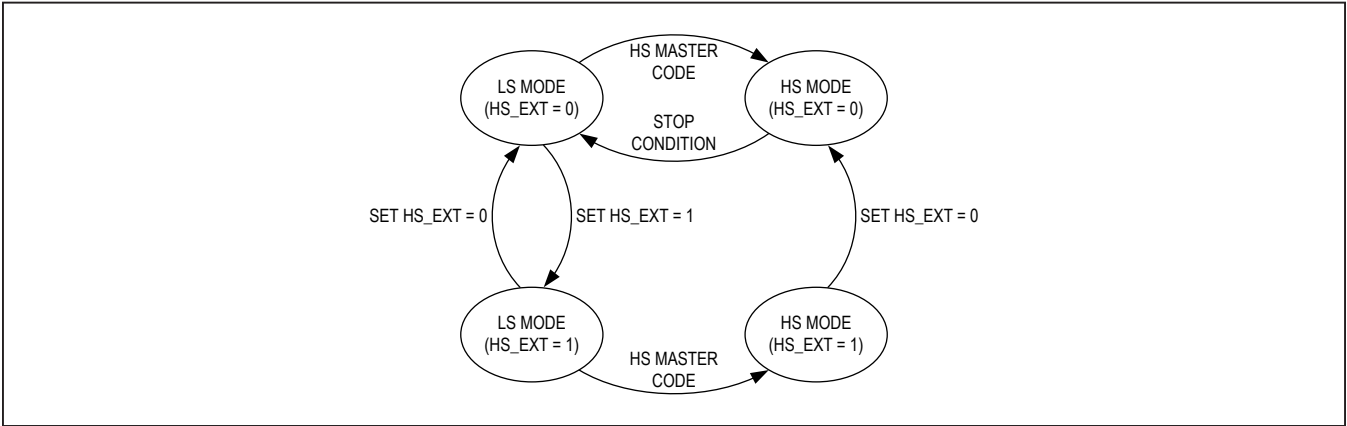 HS MASTER
CODE
LS MODE
(HS_EXT = 0)
HS MODE
(HS_EXT = 0)
STOP
CONDITION
SET HS_EXT = 0
SET HS_EXT = 1
SET HS_EXT = 0
LS MODE
(HS_EXT = 1)
HS MODE
(HS_EXT = 1)
HS MASTER
CODE